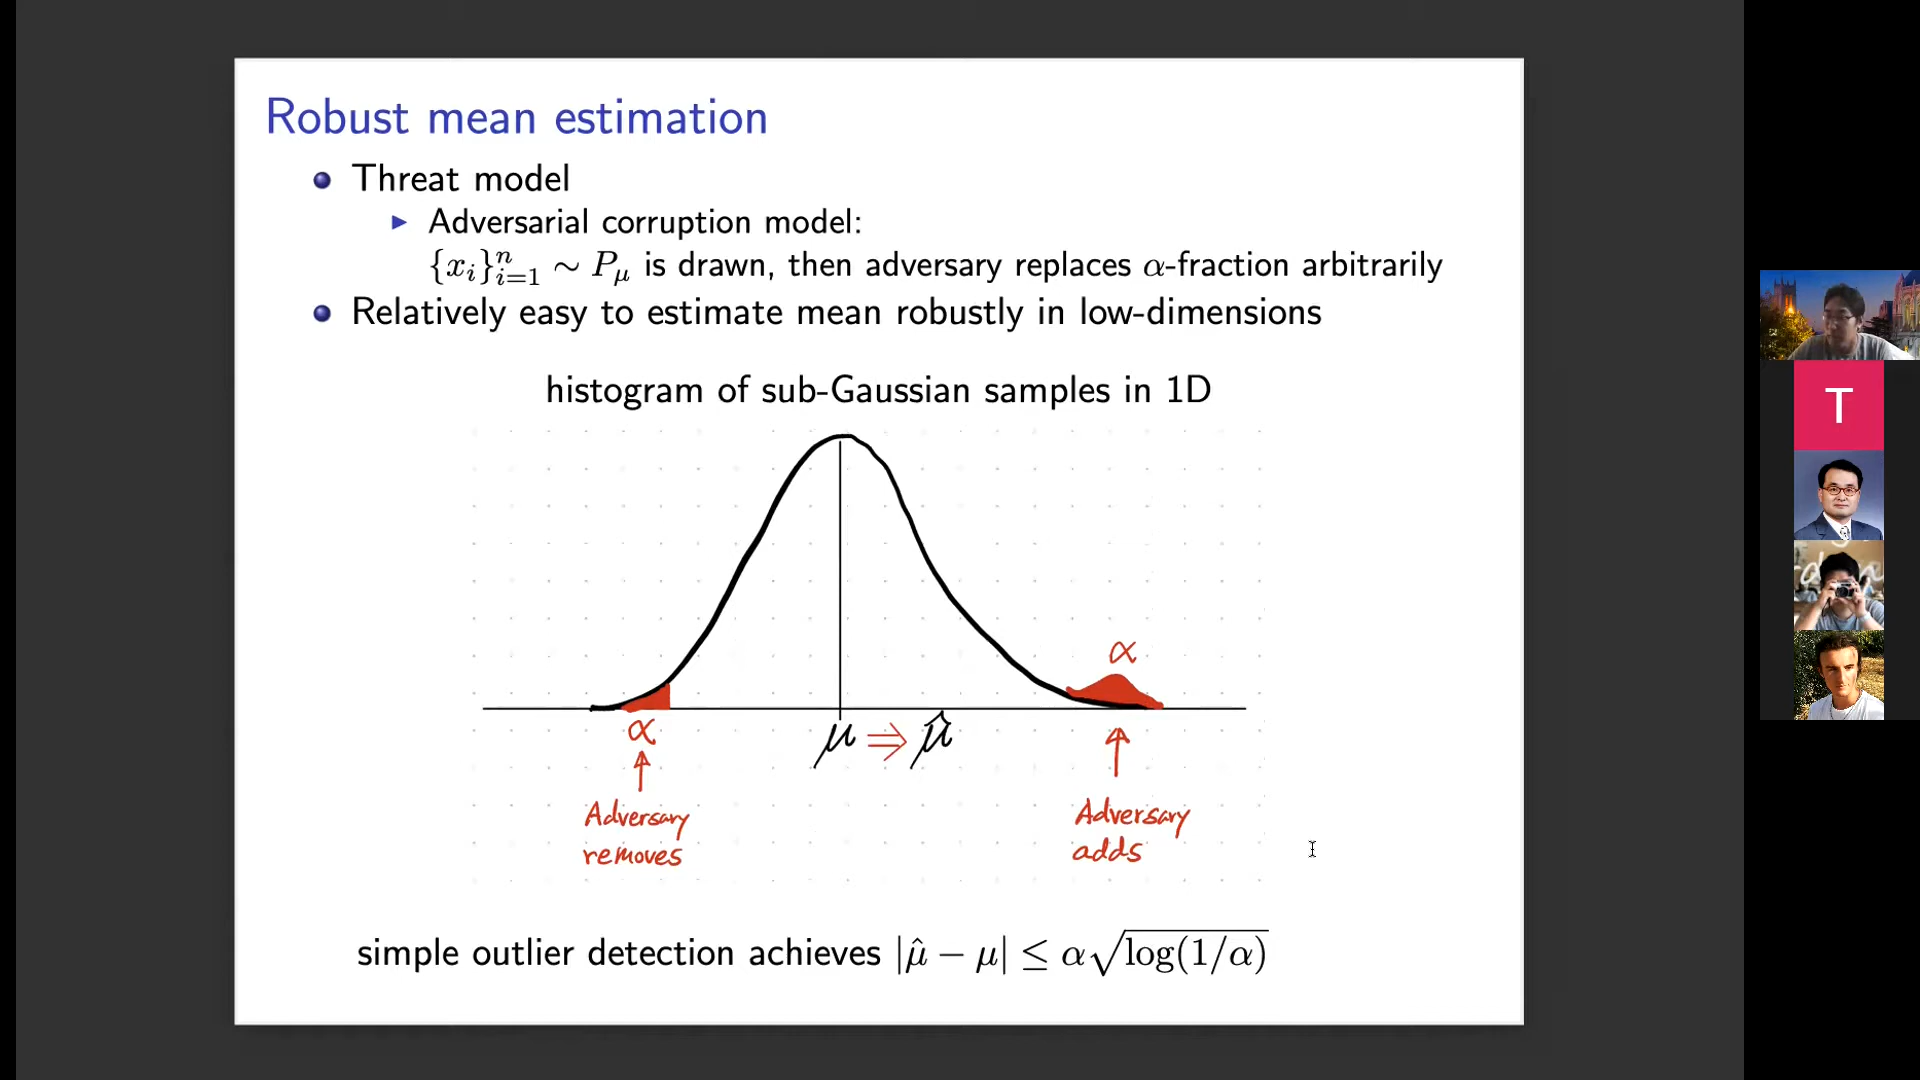 Robust mean estimation
Threat model
Adversarial corruption model:
{x_i}_{i=1}^n ∼ P_μ is drawn, then adversary replaces α-fraction arbitrarily
Relatively easy to estimate mean robustly in low-dimensions
histogram of sub-Gaussian samples in 1D
α
α
μ ⇒ μ̂
Adversary
removes
Adversary
adds
simple outlier detection achieves |μ̂ − μ| ≤ α√log(1/α)
T